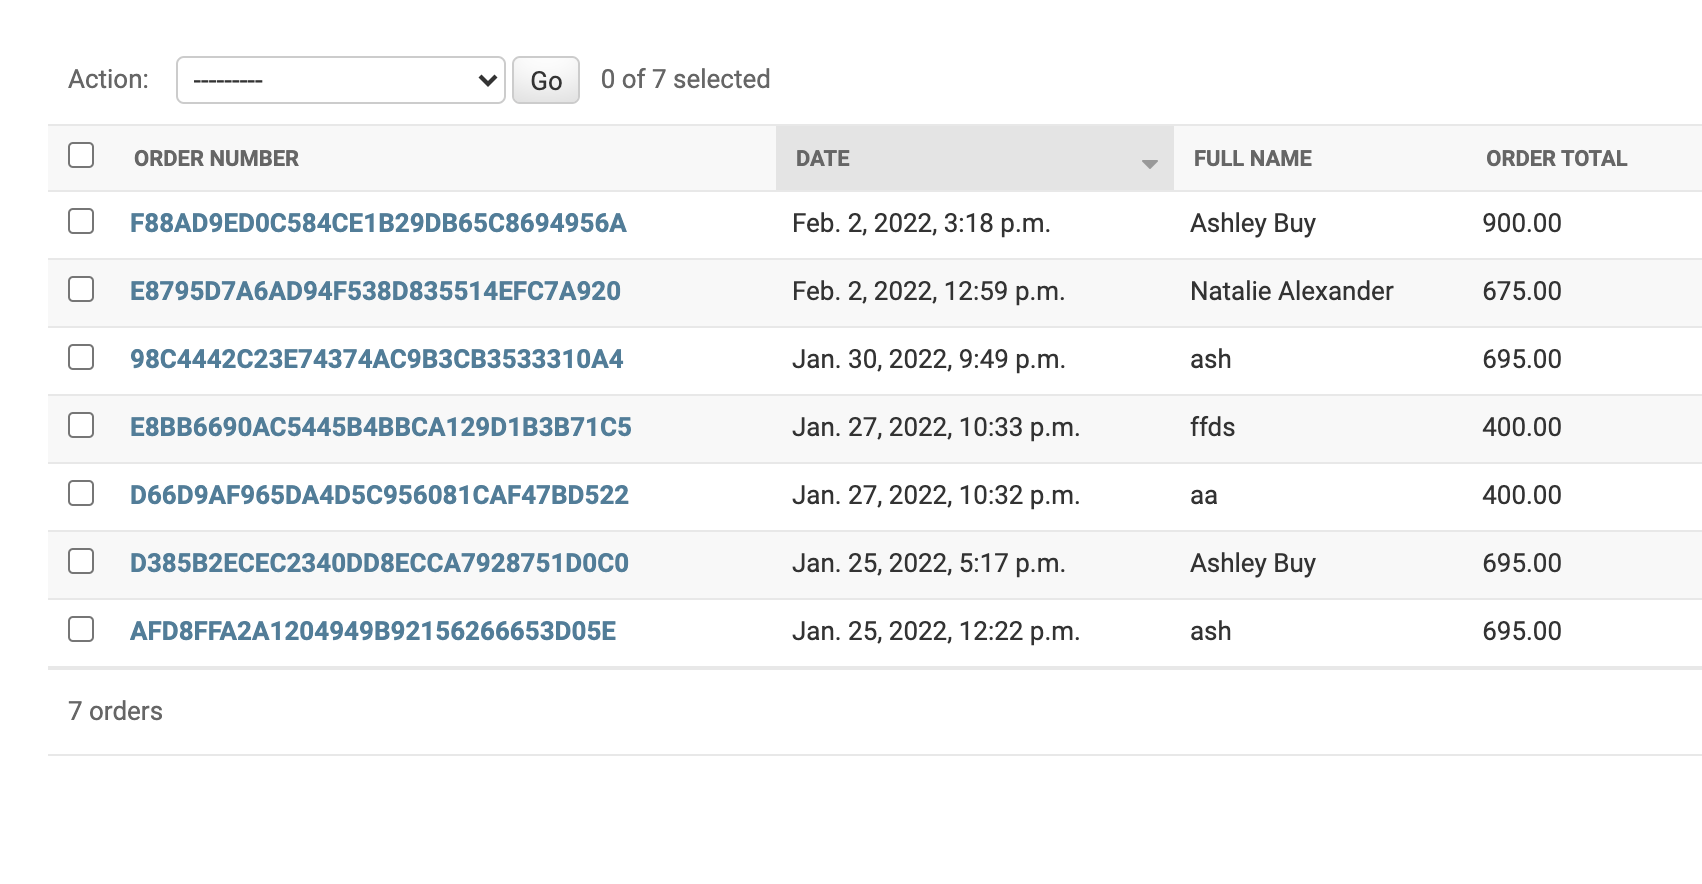 Action: --------- Go 0 of 7 selected
ORDER NUMBER DATE FULL NAME ORDER TOTAL
F88AD9ED0C584CE1B29DB65C8694956A Feb. 2, 2022, 3:18 p.m. Ashley Buy 900.00
E8795D7A6AD94F538D835514EFC7A920 Feb. 2, 2022, 12:59 p.m. Natalie Alexander 675.00
98C4442C23E74374AC9B3CB3533310A4 Jan. 30, 2022, 9:49 p.m. ash 695.00
E8BB6690AC5445B4BBCA129D1B3B71C5 Jan. 27, 2022, 10:33 p.m. ffds 400.00
D66D9AF965DA4D5C956081CAF47BD522 Jan. 27, 2022, 10:32 p.m. aa 400.00
D385B2ECEC2340DD8ECCA7928751D0C0 Jan. 25, 2022, 5:17 p.m. Ashley Buy 695.00
AFD8FFA2A1204949B92156266653D05E Jan. 25, 2022, 12:22 p.m. ash 695.00
7 orders